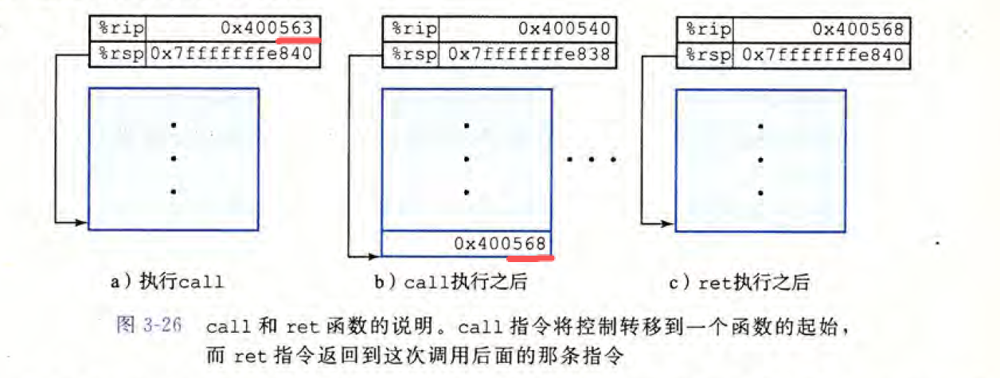 %rip 0x400563 %rip 0x400540 %rip 0x400568
%rsp 0x7fffffffe840 %rsp 0x7fffffffe838 %rsp 0x7fffffffe840
0x400568
a）执行call b）call执行之后 c）ret执行之后
图 3-26 call 和 ret 函数的说明。call 指令将控制转移到一个函数的起始，
而 ret 指令返回到这次调用后面的那条指令